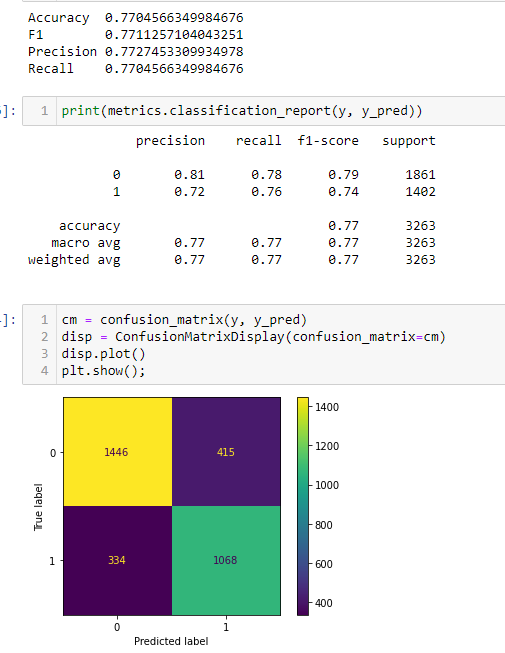 Accuracy 0.7704566349984676
F1 0.7711257104043251
Precision 0.7727453309934978
Recall 0.7704566349984676
]: 1 print(metrics.classification_report(y, y_pred))
precision recall f1-score support
0 0.81 0.78 0.79 1861
1 0.72 0.76 0.74 1402
accuracy 0.77 3263
macro avg 0.77 0.77 0.77 3263
weighted avg 0.77 0.77 0.77 3263
]: 1 cm = confusion_matrix(y, y_pred)
2 disp = ConfusionMatrixDisplay(confusion_matrix=cm)
3 disp.plot()
4 plt.show();
1400
0 1446 415
1200
1000
True label
800
1 334 1068
600
400
0 1
Predicted label